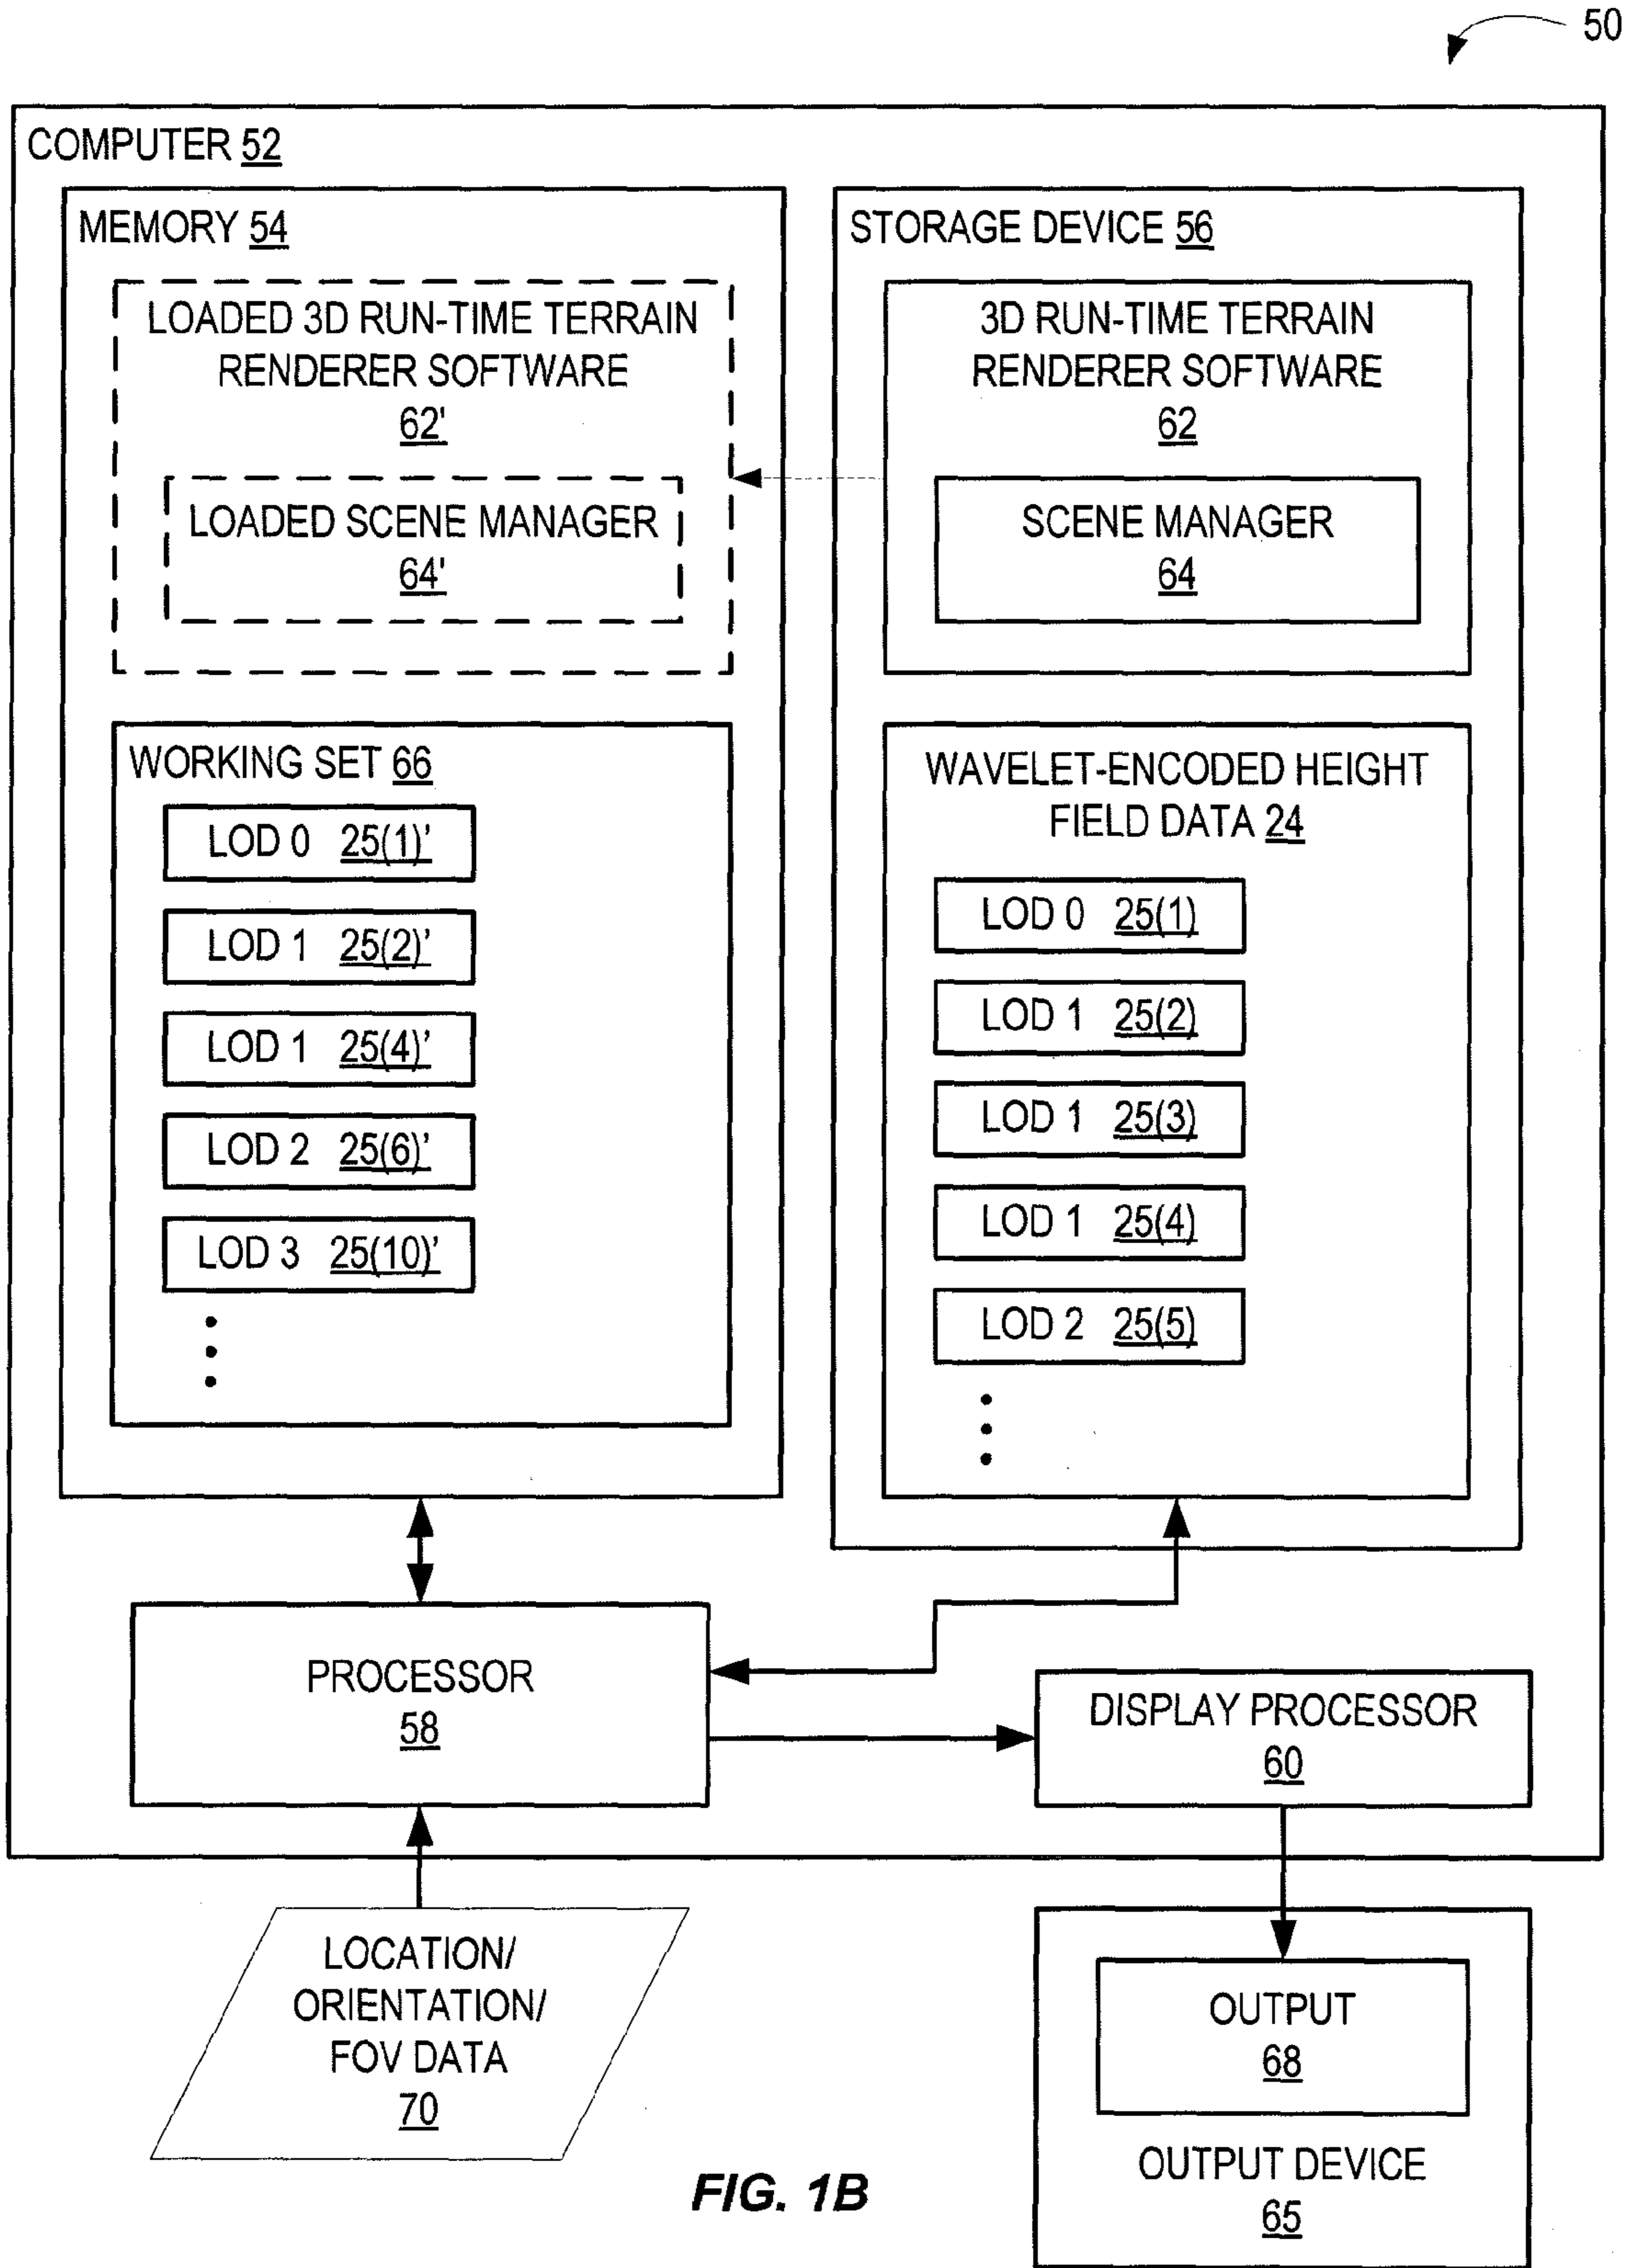 50
COMPUTER 52
MEMORY 54
LOADED 3D RUN-TIME TERRAIN
RENDERER SOFTWARE
62'
LOADED SCENE MANAGER
64'
WORKING SET 66
LOD 0 25(1)'
LOD 1 25(2)'
LOD 1 25(4)'
LOD 2 25(6)'
LOD 3 25(10)'
STORAGE DEVICE 56
3D RUN-TIME TERRAIN
RENDERER SOFTWARE
62
SCENE MANAGER
64
WAVELET-ENCODED HEIGHT
FIELD DATA 24
LOD 0 25(1)
LOD 1 25(2)
LOD 1 25(3)
LOD 1 25(4)
LOD 2 25(5)
PROCESSOR
58
DISPLAY PROCESSOR
60
LOCATION/
ORIENTATION/
FOV DATA
70
OUTPUT
68
OUTPUT DEVICE
65
FIG. 1B